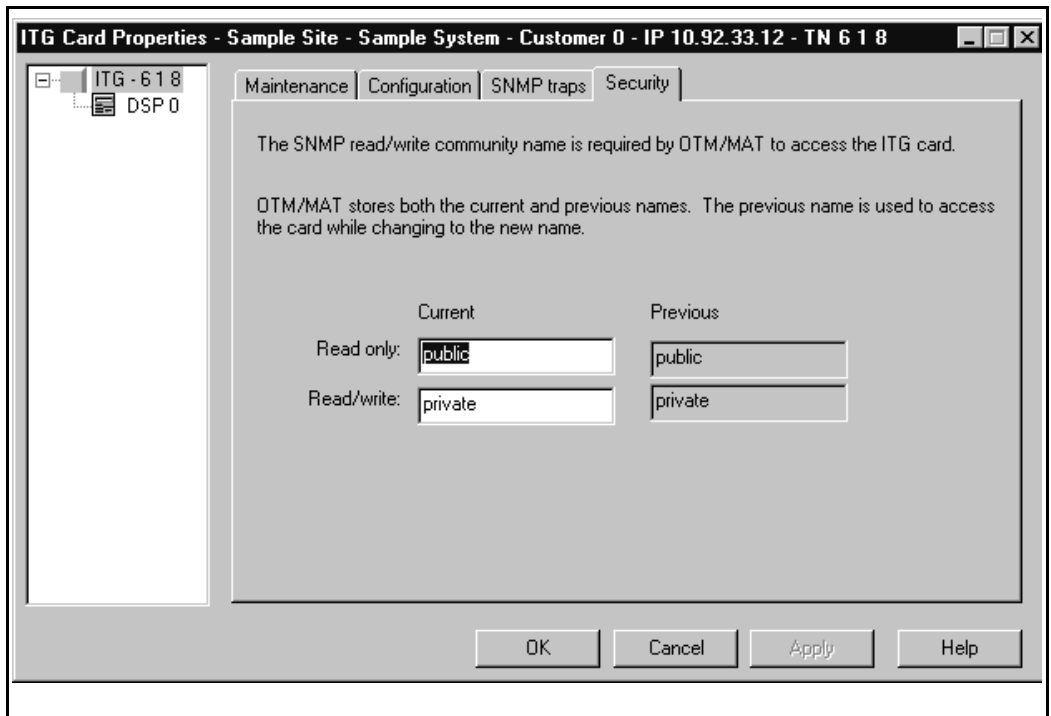 ITG Card Properties - Sample Site - Sample System - Customer 0 - IP 10.92.33.12 - TN 6 1 8
ITG - 6 1 8
DSP 0
Maintenance Configuration SNMP traps Security
The SNMP read/write community name is required by OTM/MAT to access the ITG card.
OTM/MAT stores both the current and previous names. The previous name is used to access
the card while changing to the new name.
Current Previous
Read only: public public
Read/write: private private
OK Cancel Apply Help